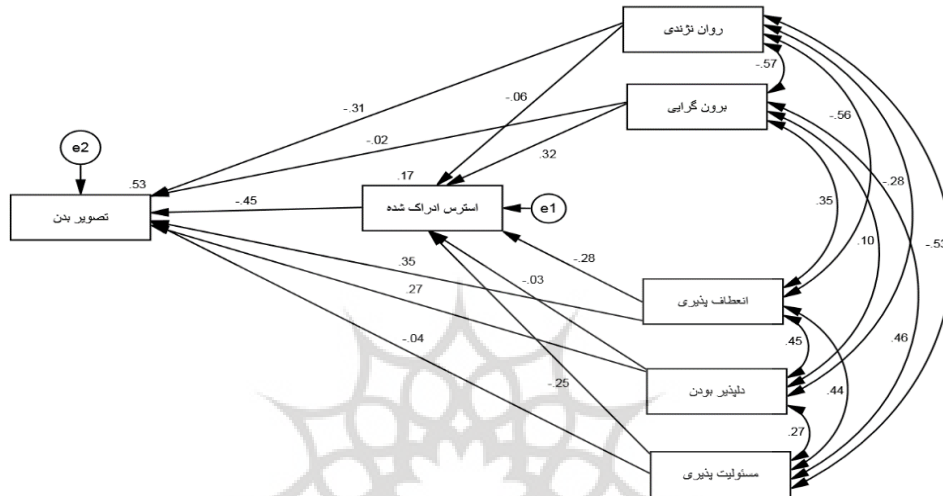 روان نژندی
-.57
-.31
-.06
برون گرایی
-.56
-.02
e2
.32
-.28
.53
.17
.35
تصویر بدن
-.45
استرس ادراک شده
e1
.10
-.53
.35
-.28
-.03
انعطاف پذیری
.27
.46
-.04
.45
دلپذیر بودن
.44
-.25
.27
مسئولیت پذیری